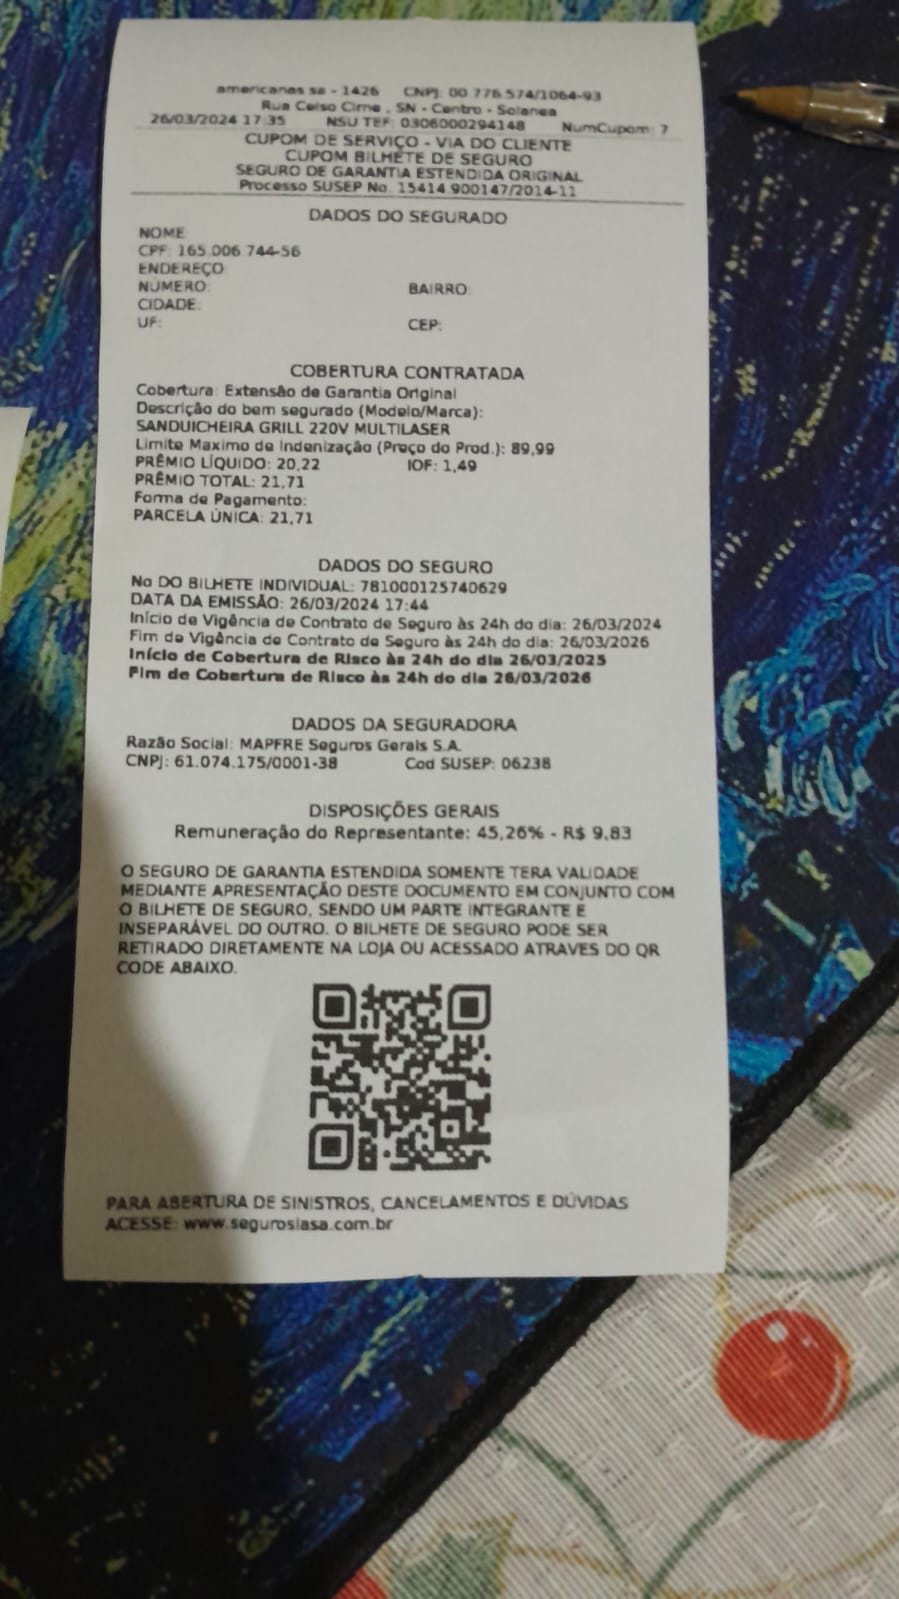 americanas sa - 1426 CNPJ: 00.776.574/1064-93
Rua Celso Cirne , SN - Centro - Solanea
26/03/2024 17:35 NSU TEF: 0306000294148 NumCupom: 7
CUPOM DE SERVIÇO - VIA DO CLIENTE
CUPOM BILHETE DE SEGURO
SEGURO DE GARANTIA ESTENDIDA ORIGINAL
Processo SUSEP No. 15414.900147/2014-11
DADOS DO SEGURADO
NOME
CPF: 165.006.744-56
ENDEREÇO:
NÚMERO: BAIRRO:
CIDADE:
UF: CEP:
COBERTURA CONTRATADA
Cobertura: Extensão de Garantia Original
Descrição do bem segurado (Modelo/Marca):
SANDUICHEIRA GRILL 220V MULTILASER
Limite Maximo de Indenização (Preço do Prod.): 89,99
PRÊMIO LÍQUIDO: 20,22 IOF: 1,49
PRÊMIO TOTAL: 21,71
Forma de Pagamento:
PARCELA ÚNICA: 21,71
DADOS DO SEGURO
No DO BILHETE INDIVIDUAL: 781000125740629
DATA DA EMISSÃO: 26/03/2024 17:44
Início de Vigência de Contrato de Seguro às 24h do dia: 26/03/2024
Fim de Vigência de Contrato de Seguro às 24h do dia: 26/03/2026
Início de Cobertura de Risco às 24h do dia 26/03/2025
Fim de Cobertura de Risco às 24h do dia 26/03/2026
DADOS DA SEGURADORA
Razão Social: MAPFRE Seguros Gerais S.A.
CNPJ: 61.074.175/0001-38 Cod SUSEP: 06238
DISPOSIÇÕES GERAIS
Remuneração do Representante: 45,26% - R$ 9,83
O SEGURO DE GARANTIA ESTENDIDA SOMENTE TERA VALIDADE
MEDIANTE APRESENTAÇÃO DESTE DOCUMENTO EM CONJUNTO COM
O BILHETE DE SEGURO, SENDO UM PARTE INTEGRANTE E
INSEPARÁVEL DO OUTRO. O BILHETE DE SEGURO PODE SER
RETIRADO DIRETAMENTE NA LOJA OU ACESSADO ATRAVES DO QR
CODE ABAIXO.
PARA ABERTURA DE SINISTROS, CANCELAMENTOS E DÚVIDAS
ACESSE: www.segurosiasa.com.br